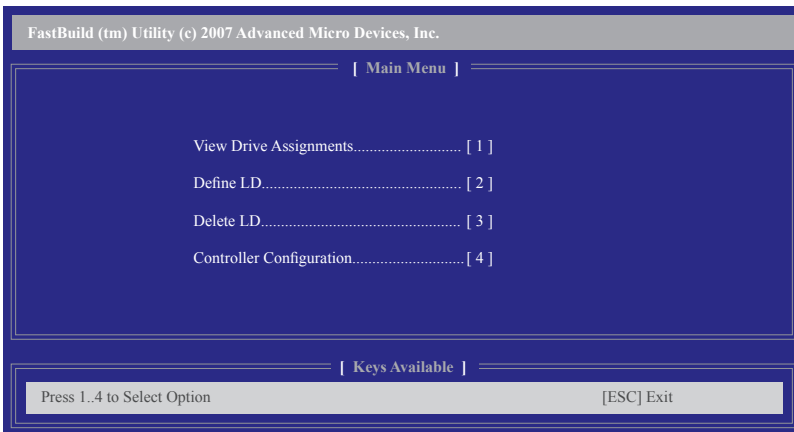 FastBuild (tm) Utility (c) 2007 Advanced Micro Devices, Inc.
[ Main Menu ]
View Drive Assignments.......................... [ 1 ]
Define LD................................................ [ 2 ]
Delete LD................................................ [ 3 ]
Controller Configuration...........................[ 4 ]
[ Keys Available ]
Press 1..4 to Select Option [ESC] Exit